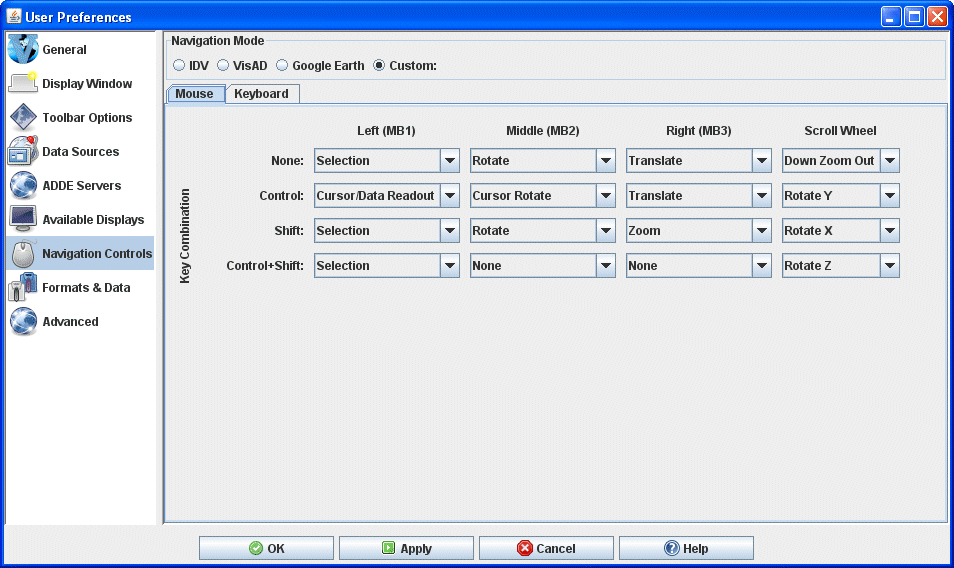 User Preferences
General
Display Window
Toolbar Options
Data Sources
ADDE Servers
Available Displays
Navigation Controls
Formats & Data
Advanced
Navigation Mode
IDV VisAD Google Earth Custom:
Mouse Keyboard
Left (MB1) Middle (MB2) Right (MB3) Scroll Wheel
Key Combination
None: Selection Rotate Translate Down Zoom Out
Control: Cursor/Data Readout Cursor Rotate Translate Rotate Y
Shift: Selection Rotate Zoom Rotate X
Control+Shift: Selection None None Rotate Z
OK Apply Cancel Help